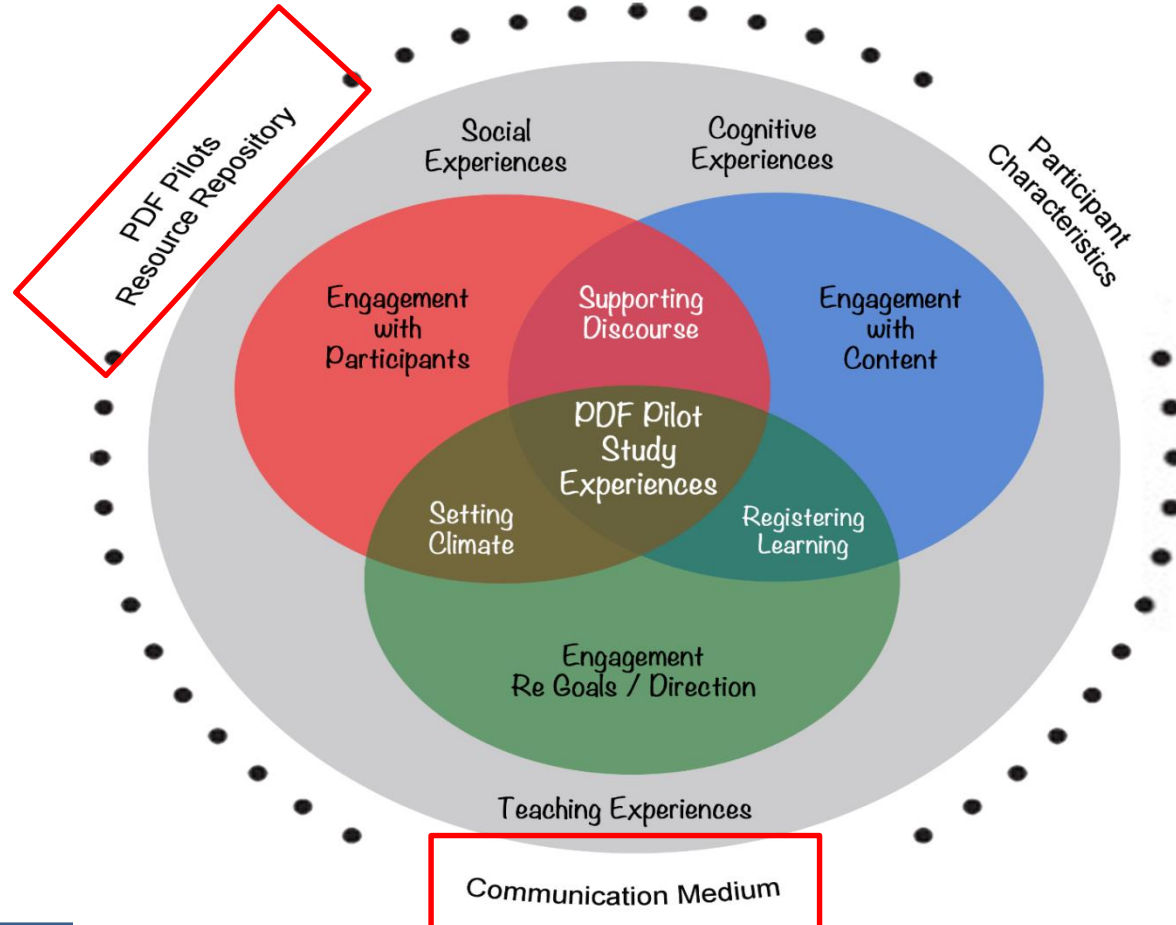 PDF Pilots
Resource Repository
Social
Experiences
Cognitive
Experiences
Participant
Characteristics
Engagement
with
Participants
Supporting
Discourse
Engagement
with
Content
PDF Pilot
Study
Experiences
Setting
Climate
Registering
Learning
Engagement
Re Goals / Direction
Teaching Experiences
Communication Medium